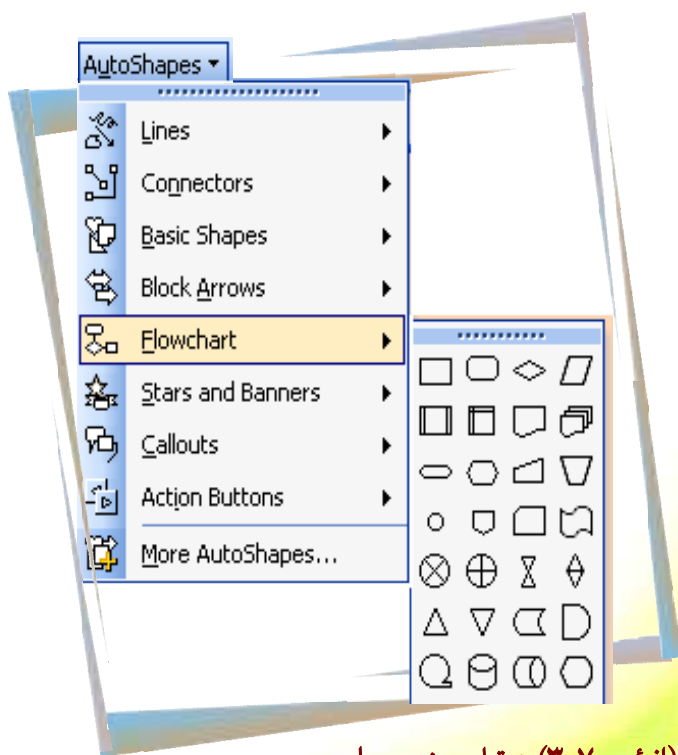 AutoShapes
Lines
Connectors
Basic Shapes
Block Arrows
Flowchart
Stars and Banners
Callouts
Action Buttons
More AutoShapes...